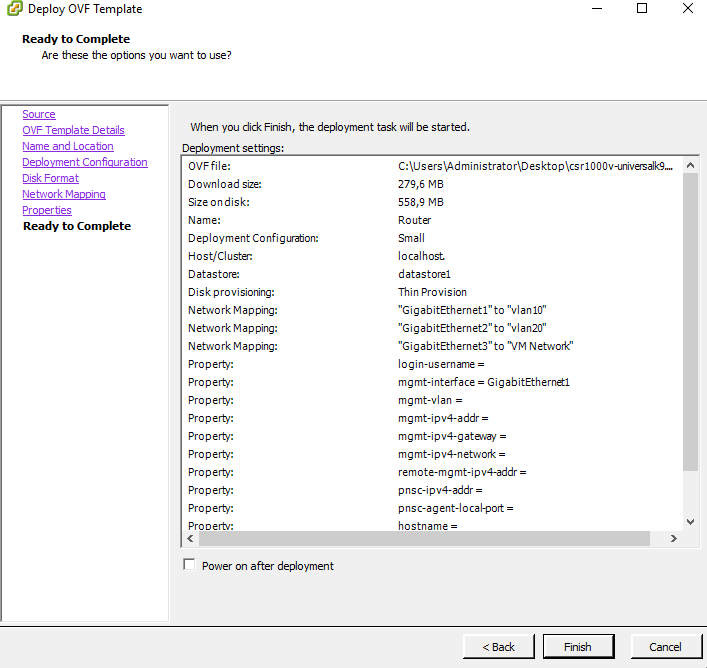 Deploy OVF Template
Ready to Complete
Are these the options you want to use?
Source
OVF Template Details
Name and Location
Deployment Configuration
Disk Format
Network Mapping
Properties
Ready to Complete
When you click Finish, the deployment task will be started.
Deployment settings:
OVF file: C:\Users\Administrator\Desktop\csr1000v-universalk9....
Download size: 279,6 MB
Size on disk: 558,9 MB
Name: Router
Deployment Configuration: Small
Host/Cluster: localhost.
Datastore: datastore1
Disk provisioning: Thin Provision
Network Mapping: "GigabitEthernet1" to "vlan10"
Network Mapping: "GigabitEthernet2" to "vlan20"
Network Mapping: "GigabitEthernet3" to "VM Network"
Property: login-username =
Property: mgmt-interface = GigabitEthernet1
Property: mgmt-vlan =
Property: mgmt-ipv4-addr =
Property: mgmt-ipv4-gateway =
Property: mgmt-ipv4-network =
Property: remote-mgmt-ipv4-addr =
Property: pnsc-ipv4-addr =
Property: pnsc-agent-local-port =
Property: hostname =
Power on after deployment
< Back Finish Cancel